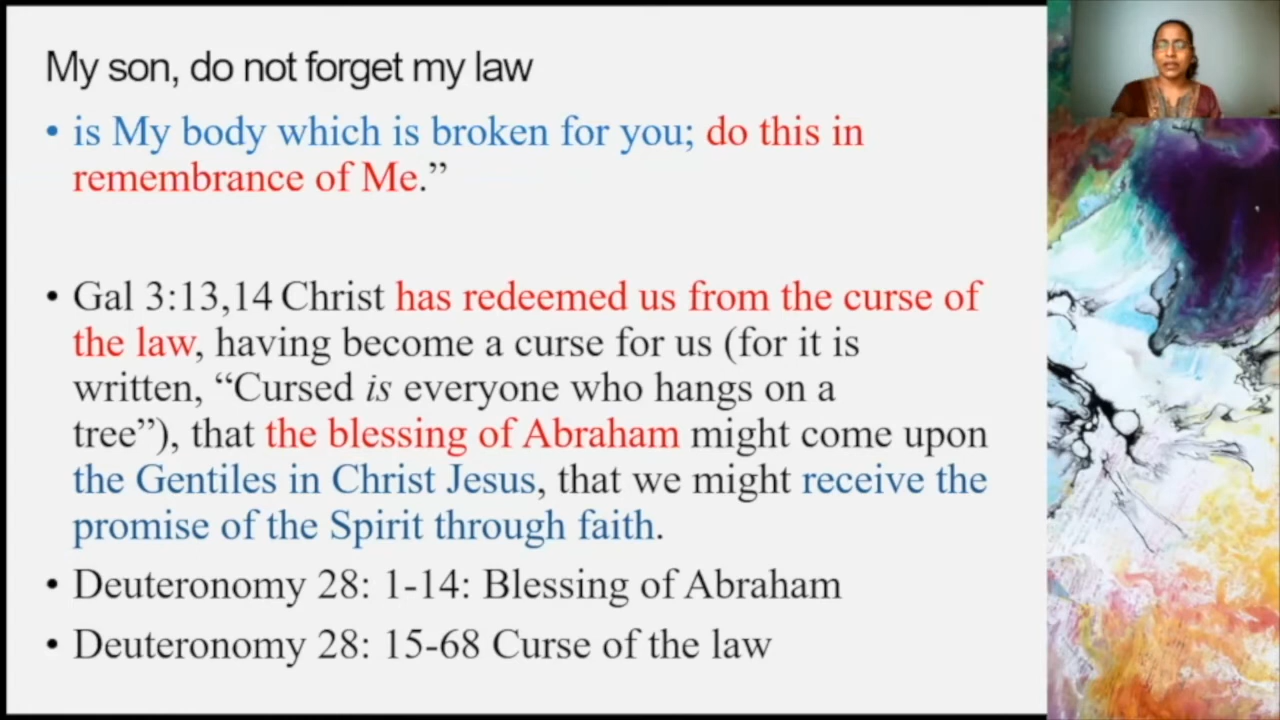 My son, do not forget my law
• is My body which is broken for you; do this in
remembrance of Me.”
• Gal 3:13,14 Christ has redeemed us from the curse of
the law, having become a curse for us (for it is
written, “Cursed is everyone who hangs on a
tree”), that the blessing of Abraham might come upon
the Gentiles in Christ Jesus, that we might receive the
promise of the Spirit through faith.
• Deuteronomy 28: 1-14: Blessing of Abraham
• Deuteronomy 28: 15-68 Curse of the law